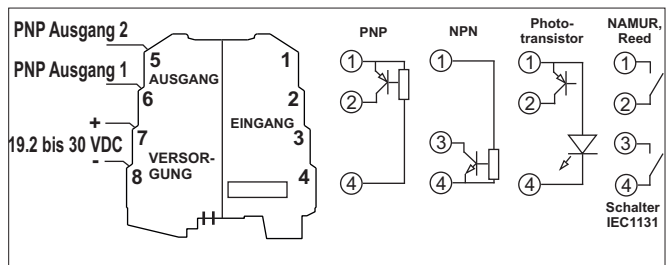 PNP Ausgang 2
5
AUSGANG
1
PNP Ausgang 1
6
2
EINGANG
+
7
3
19.2 bis 30 VDC
-
8
VERSOR-
GUNG
4
PNP
1
2
4
NPN
1
3
4
Photo-
transistor
1
2
4
NAMUR,
Reed
1
2
3
4
Schalter
IEC1131